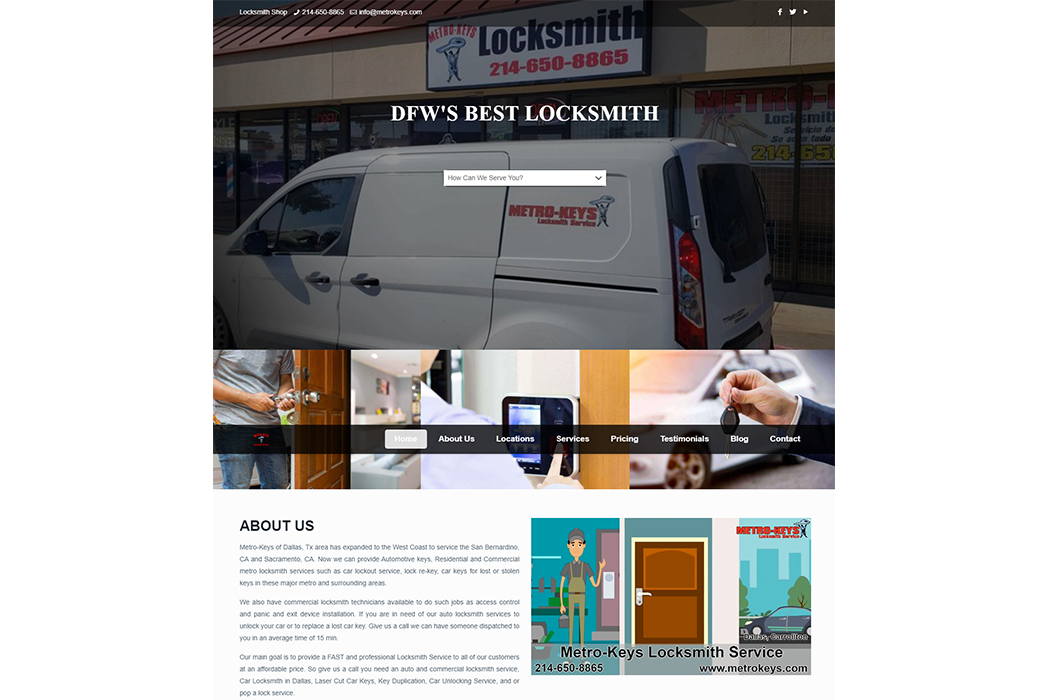 Locksmith Shop 214-650-8865 info@metrokeys.com
METRO-KEYS
Locksmith
214-650-8865
METRO-K
Locksmith
Servicio de
Se
todo
214-65
DFW'S BEST LOCKSMITH
How Can We Serve You?
METRO-KEYS
Locksmith Service
Home About Us Locations Services Pricing Testimonials Blog Contact
ABOUT US
Metro-Keys of Dallas, Tx area has expanded to the West Coast to service the San Bernardino,
CA and Sacramento, CA. Now we can provide Automotive keys, Residential and Commercial
metro locksmith services such as car lockout service, lock re-key, car keys for lost or stolen
keys in these major metro and surrounding areas.
We also have commercial locksmith technicians available to do such jobs as access control
and panic and exit device installation. If you are in need of our auto locksmith services to
unlock your car or to replace a lost car key. Give us a call we can have someone dispatched to
you in an average time of 15 min.
Our main goal is to provide a FAST and professional Locksmith Service to all of our customers
at an affordable price. So give us a call you need an auto and commercial locksmith service,
Car Locksmith in Dallas, Laser Cut Car Keys, Key Duplication, Car Unlocking Service, and or
pop a lock service.
METRO-KEYS
Locksmith Service
Dallas, Carrollton
Metro-Keys Locksmith Service
214-650-8865 www.metrokeys.com